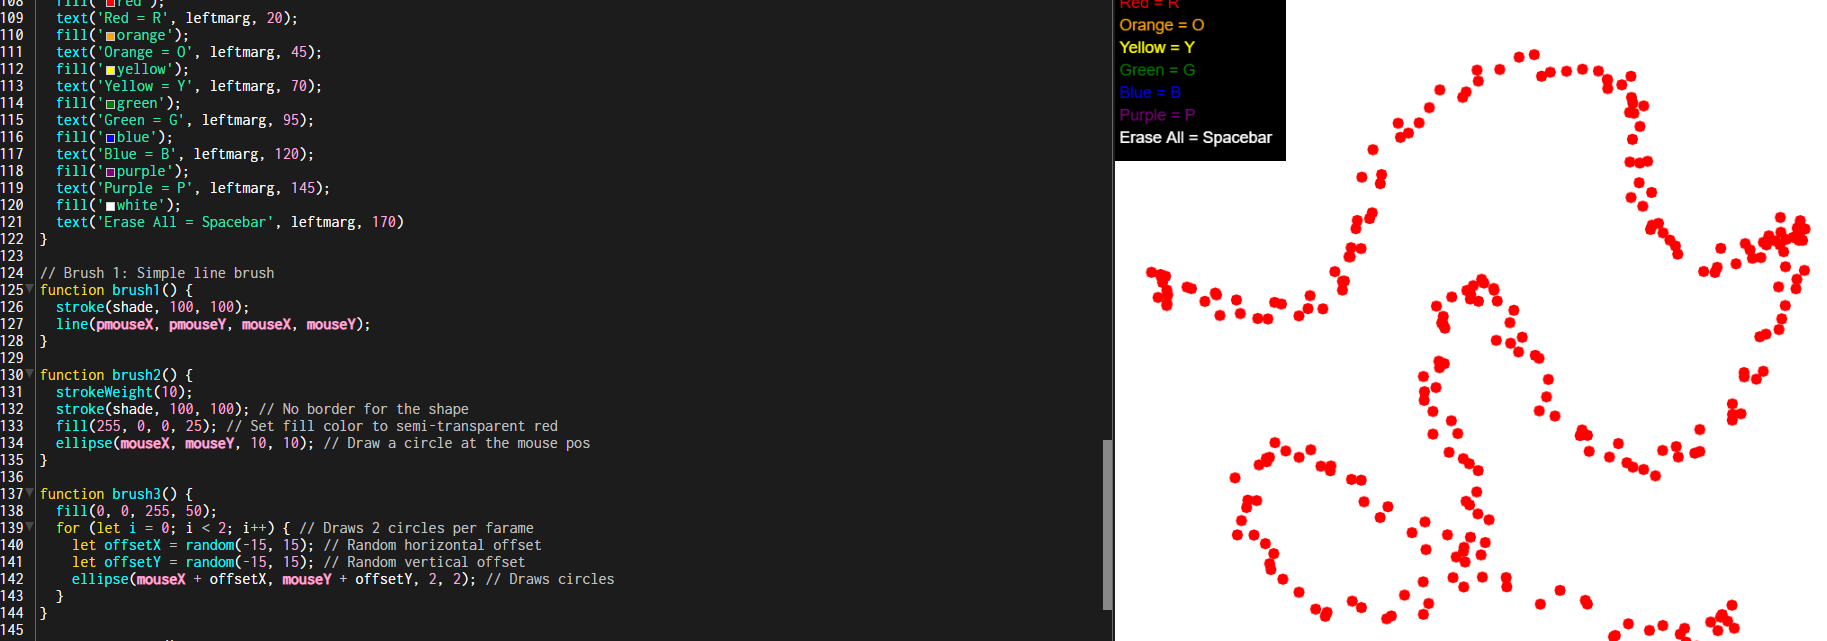 108 fill('red');
109 text('Red = R', leftmarg, 20);
110 fill('orange');
111 text('Orange = O', leftmarg, 45);
112 fill('yellow');
113 text('Yellow = Y', leftmarg, 70);
114 fill('green');
115 text('Green = G', leftmarg, 95);
116 fill('blue');
117 text('Blue = B', leftmarg, 120);
118 fill('purple');
119 text('Purple = P', leftmarg, 145);
120 fill('white');
121 text('Erase All = Spacebar', leftmarg, 170)
122 }
123
124 // Brush 1: Simple line brush
125 function brush1() {
126 stroke(shade, 100, 100);
127 line(pmouseX, pmouseY, mouseX, mouseY);
128 }
129
130 function brush2() {
131 strokeWeight(10);
132 stroke(shade, 100, 100); // No border for the shape
133 fill(255, 0, 0, 25); // Set fill color to semi-transparent red
134 ellipse(mouseX, mouseY, 10, 10); // Draw a circle at the mouse pos
135 }
136
137 function brush3() {
138 fill(0, 0, 255, 50);
139 for (let i = 0; i < 2; i++) { // Draws 2 circles per farame
140 let offsetX = random(-15, 15); // Random horizontal offset
141 let offsetY = random(-15, 15); // Random vertical offset
142 ellipse(mouseX + offsetX, mouseY + offsetY, 2, 2); // Draws circles
143 }
144 }
145
Red = R
Orange = O
Yellow = Y
Green = G
Blue = B
Purple = P
Erase All = Spacebar